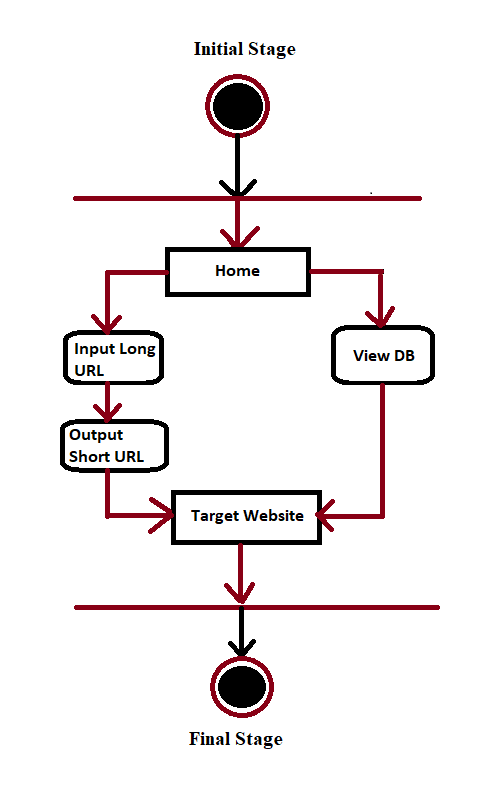 Initial Stage
Home
Input Long
URL
View DB
Output
Short URL
Target Website
Final Stage